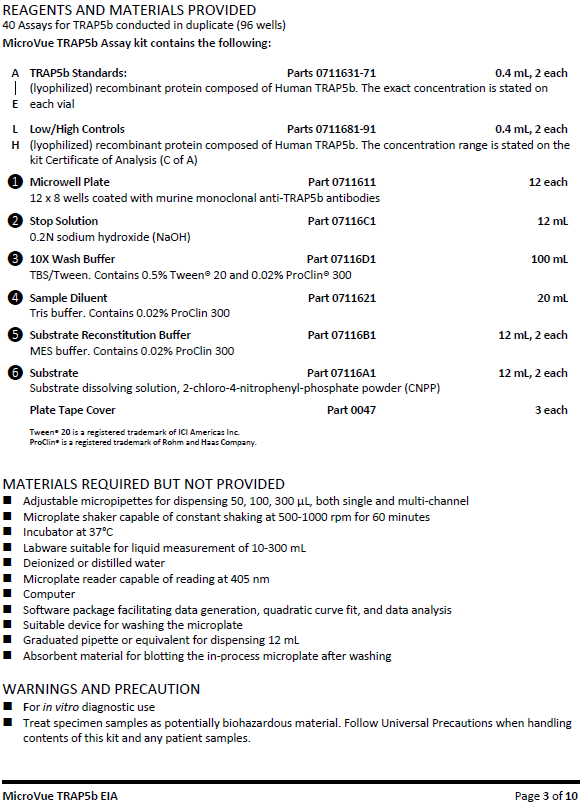 REAGENTS AND MATERIALS PROVIDED
40 Assays for TRAP5b conducted in duplicate (96 wells)
MicroVue TRAP5b Assay kit contains the following:
A TRAP5b Standards: Parts 0711631-71 0.4 mL, 2 each
| (lyophilized) recombinant protein composed of Human TRAP5b. The exact concentration is stated on
E each vial
L Low/High Controls Parts 0711681-91 0.4 mL, 2 each
H (lyophilized) recombinant protein composed of Human TRAP5b. The concentration range is stated on the
kit Certificate of Analysis (C of A)
❶ Microwell Plate Part 0711611 12 each
12 x 8 wells coated with murine monoclonal anti-TRAP5b antibodies
❷ Stop Solution Part 07116C1 12 mL
0.2N sodium hydroxide (NaOH)
❸ 10X Wash Buffer Part 07116D1 100 mL
TBS/Tween. Contains 0.5% Tween® 20 and 0.02% ProClin® 300
❹ Sample Diluent Part 0711621 20 mL
Tris buffer. Contains 0.02% ProClin 300
❺ Substrate Reconstitution Buffer Part 07116B1 12 mL, 2 each
MES buffer. Contains 0.02% ProClin 300
❻ Substrate Part 07116A1 12 mL, 2 each
Substrate dissolving solution, 2-chloro-4-nitrophenyl-phosphate powder (CNPP)
Plate Tape Cover Part 0047 3 each
Tween® 20 is a registered trademark of ICI Americas Inc.
ProClin® is a registered trademark of Rohm and Haas Company.
MATERIALS REQUIRED BUT NOT PROVIDED
■ Adjustable micropipettes for dispensing 50, 100, 300 µL, both single and multi-channel
■ Microplate shaker capable of constant shaking at 500-1000 rpm for 60 minutes
■ Incubator at 37°C
■ Labware suitable for liquid measurement of 10-300 mL
■ Deionized or distilled water
■ Microplate reader capable of reading at 405 nm
■ Computer
■ Software package facilitating data generation, quadratic curve fit, and data analysis
■ Suitable device for washing the microplate
■ Graduated pipette or equivalent for dispensing 12 mL
■ Absorbent material for blotting the in-process microplate after washing
WARNINGS AND PRECAUTION
■ For in vitro diagnostic use
■ Treat specimen samples as potentially biohazardous material. Follow Universal Precautions when handling
contents of this kit and any patient samples.
MicroVue TRAP5b EIA Page 3 of 10